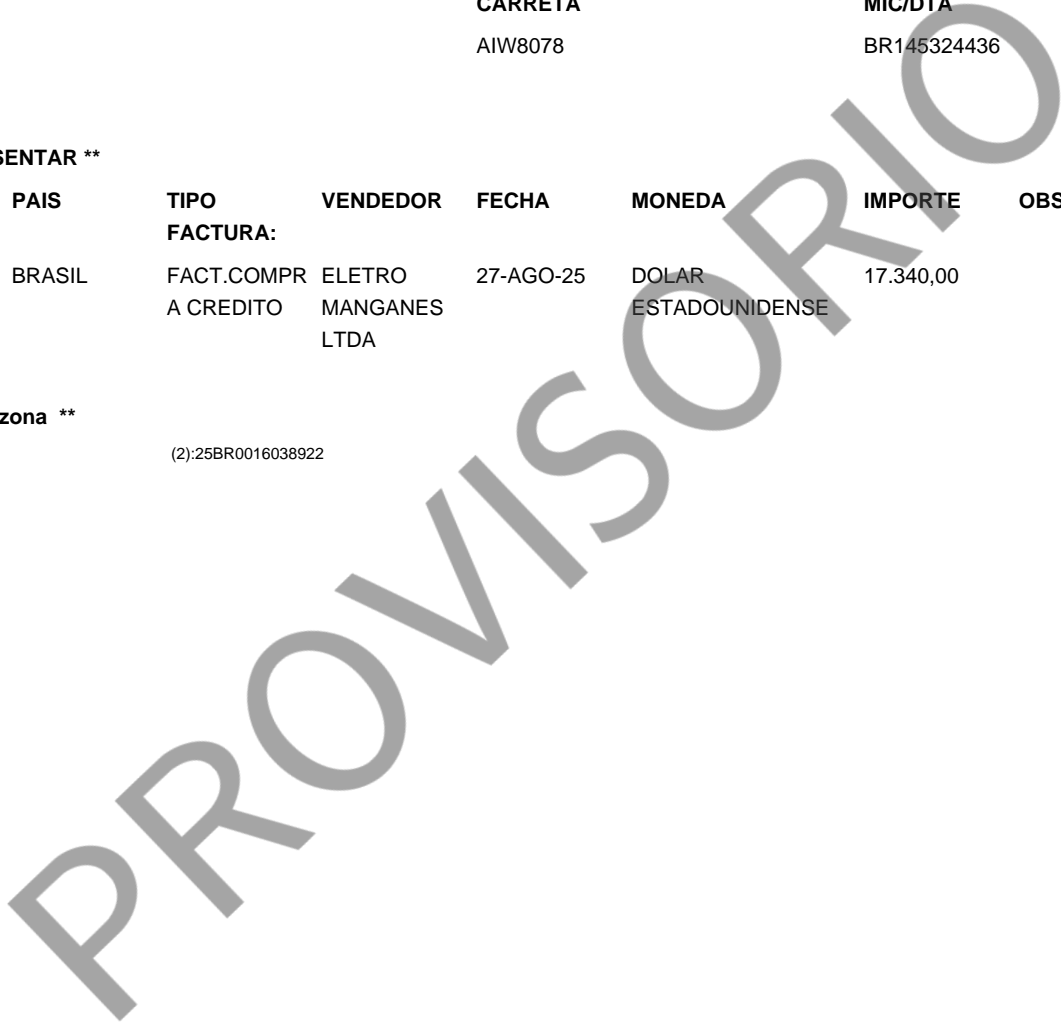 CARRETA MIC/DTA
AIW8078 BR145324436
SENTAR **
PAIS TIPO VENDEDOR FECHA MONEDA IMPORTE OBS
FACTURA:
BRASIL FACT.COMPR ELETRO 27-AGO-25 DOLAR 17.340,00
A CREDITO MANGANES ESTADOUNIDENSE
LTDA
zona **
(2):25BR0016038922
PROVISORIO